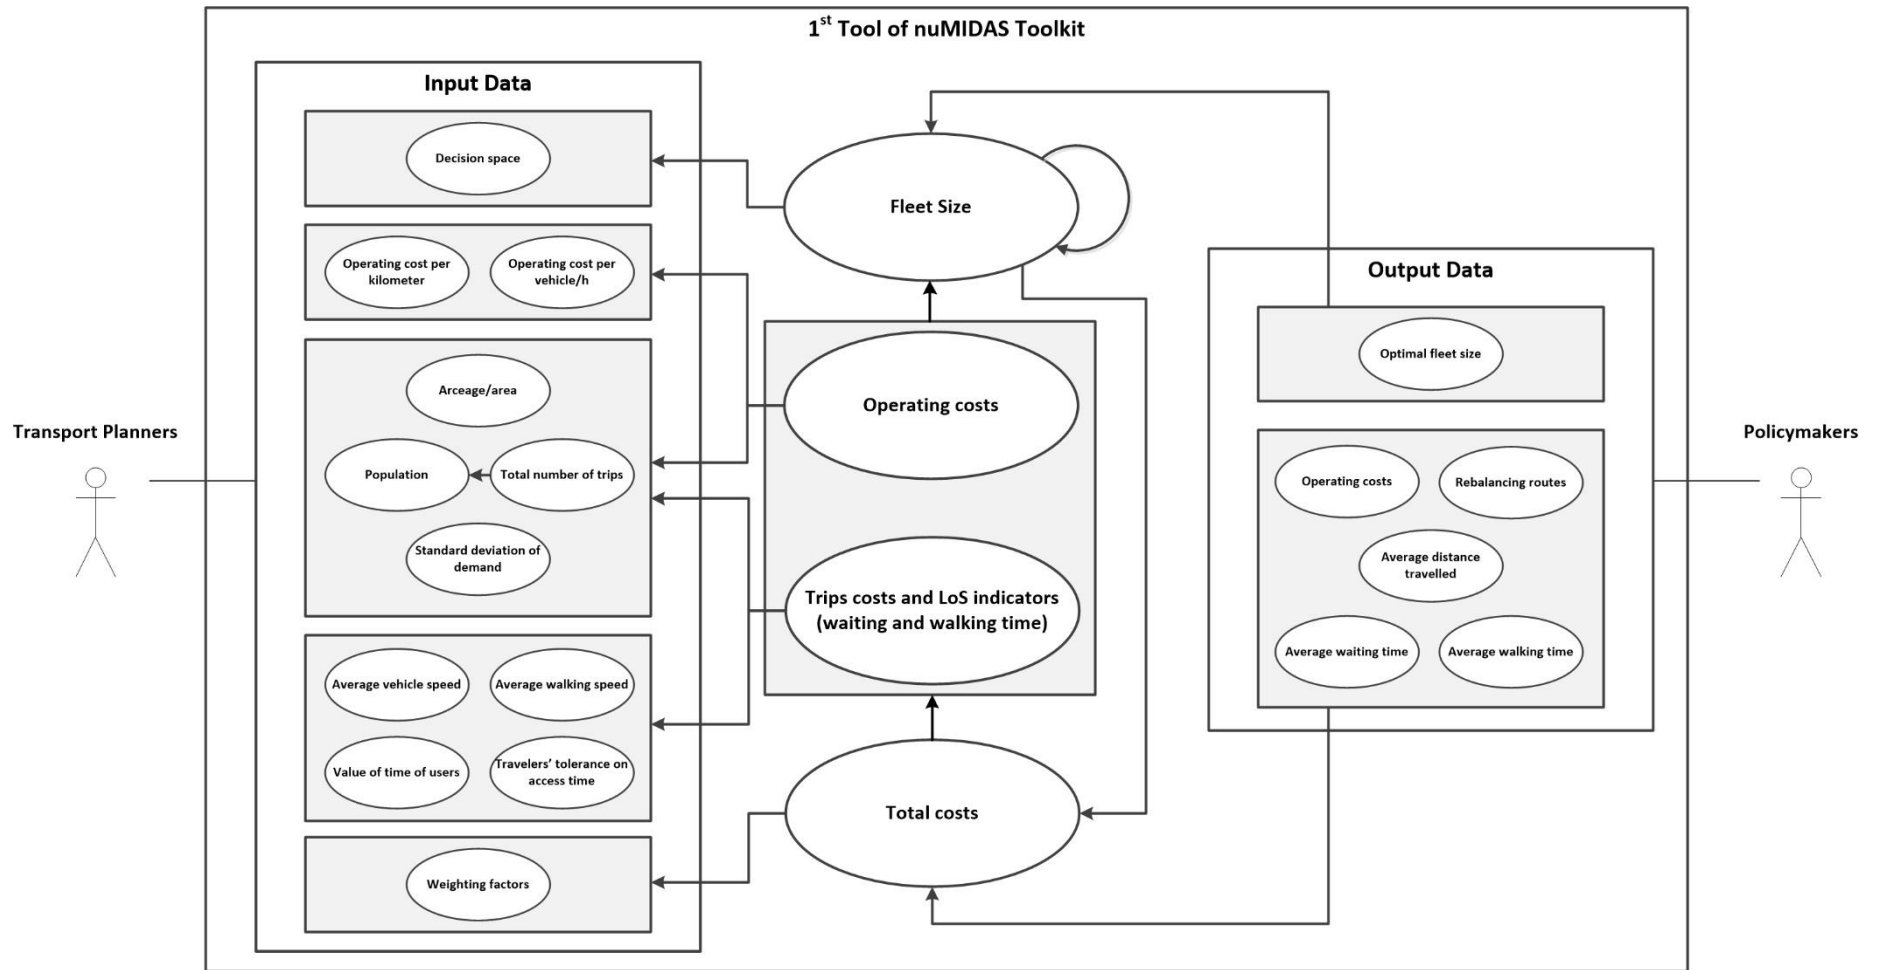 1st Tool of nuMIDAS Toolkit
Input Data
Decision space
Operating cost per
kilometer
Operating cost per
vehicle/h
Arceage/area
Population
Total number of trips
Standard deviation of
demand
Average vehicle speed
Average walking speed
Value of time of users
Travelers’ tolerance on
access time
Weighting factors
Transport Planners
Fleet Size
Operating costs
Trips costs and LoS indicators
(waiting and walking time)
Total costs
Output Data
Optimal fleet size
Operating costs
Rebalancing routes
Average distance
travelled
Average waiting time
Average walking time
Policymakers